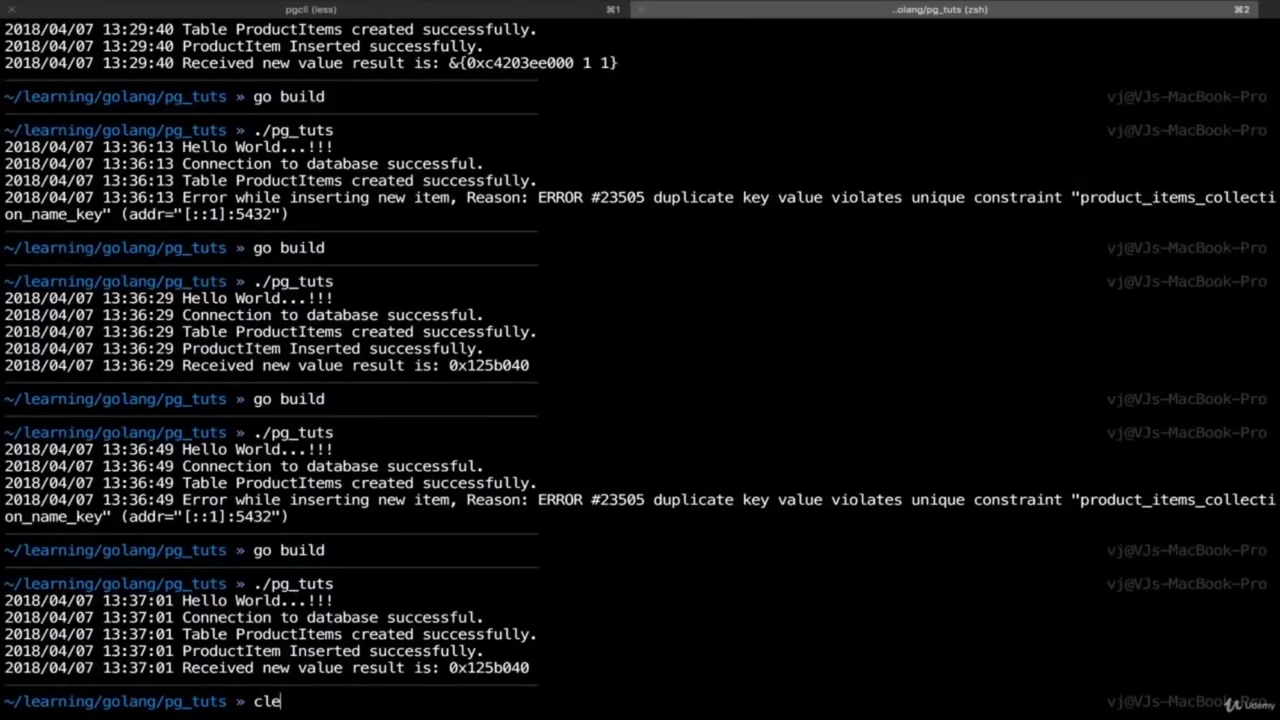 pgcli (less) ⌘1 ..olang/pg_tuts (zsh) ⌘2
2018/04/07 13:29:40 Table ProductItems created successfully.
2018/04/07 13:29:40 ProductItem Inserted successfully.
2018/04/07 13:29:40 Received new value result is: &{0xc4203ee000 1 1}
~/learning/golang/pg_tuts » go build vj@VJs-MacBook-Pro
~/learning/golang/pg_tuts » ./pg_tuts vj@VJs-MacBook-Pro
2018/04/07 13:36:13 Hello World...!!!
2018/04/07 13:36:13 Connection to database successful.
2018/04/07 13:36:13 Table ProductItems created successfully.
2018/04/07 13:36:13 Error while inserting new item, Reason: ERROR #23505 duplicate key value violates unique constraint "product_items_collecti
on_name_key" (addr="[::1]:5432")
~/learning/golang/pg_tuts » go build vj@VJs-MacBook-Pro
~/learning/golang/pg_tuts » ./pg_tuts vj@VJs-MacBook-Pro
2018/04/07 13:36:29 Hello World...!!!
2018/04/07 13:36:29 Connection to database successful.
2018/04/07 13:36:29 Table ProductItems created successfully.
2018/04/07 13:36:29 ProductItem Inserted successfully.
2018/04/07 13:36:29 Received new value result is: 0x125b040
~/learning/golang/pg_tuts » go build vj@VJs-MacBook-Pro
~/learning/golang/pg_tuts » ./pg_tuts vj@VJs-MacBook-Pro
2018/04/07 13:36:49 Hello World...!!!
2018/04/07 13:36:49 Connection to database successful.
2018/04/07 13:36:49 Table ProductItems created successfully.
2018/04/07 13:36:49 Error while inserting new item, Reason: ERROR #23505 duplicate key value violates unique constraint "product_items_collecti
on_name_key" (addr="[::1]:5432")
~/learning/golang/pg_tuts » go build vj@VJs-MacBook-Pro
~/learning/golang/pg_tuts » ./pg_tuts vj@VJs-MacBook-Pro
2018/04/07 13:37:01 Hello World...!!!
2018/04/07 13:37:01 Connection to database successful.
2018/04/07 13:37:01 Table ProductItems created successfully.
2018/04/07 13:37:01 ProductItem Inserted successfully.
2018/04/07 13:37:01 Received new value result is: 0x125b040
~/learning/golang/pg_tuts » cle vj@VJs-MacBook-Pro
Udemy